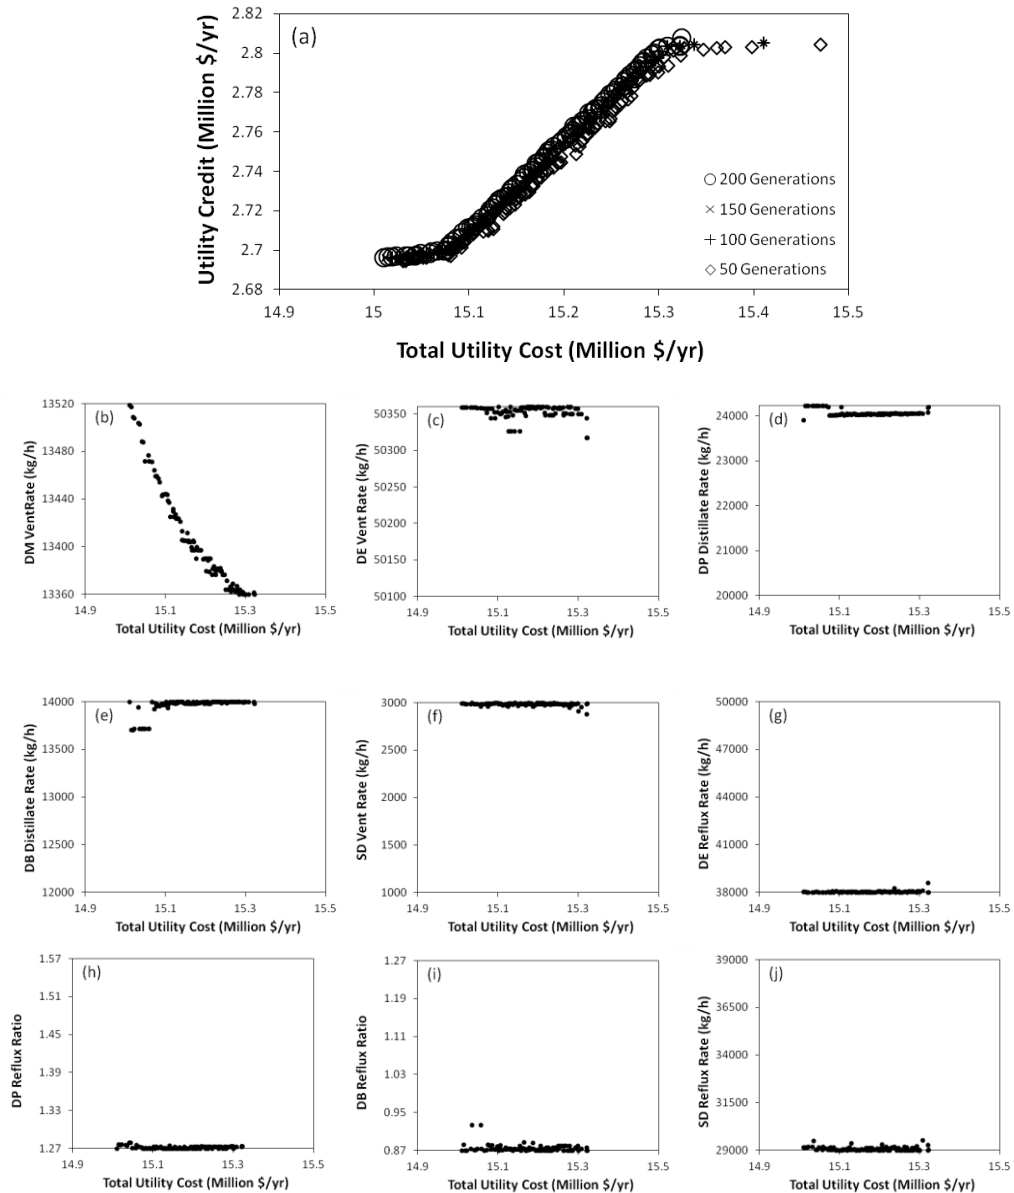 (a)
Utility Credit (Million $/yr)
2.82
2.8
2.78
2.76
2.74
2.72
2.7
2.68
200 Generations
150 Generations
100 Generations
50 Generations
14.9 15 15.1 15.2 15.3 15.4 15.5
Total Utility Cost (Million $/yr)
(b)
DM VentRate (kg/h)
13520
13480
13440
13400
13360
14.9 15.1 15.3 15.5
Total Utility Cost (Million $/yr)
(c)
DE Vent Rate (kg/h)
50350
50300
50250
50200
50150
50100
14.9 15.1 15.3 15.5
Total Utility Cost (Million $/yr)
(d)
DP Distillate Rate (kg/h)
24000
23000
22000
21000
20000
14.9 15.1 15.3 15.5
Total Utility Cost (Million $/yr)
(e)
DB Distillate Rate (kg/h)
14000
13500
13000
12500
12000
14.9 15.1 15.3 15.5
Total Utility Cost (Million $/yr)
(f)
SD Vent Rate (kg/h)
3000
2500
2000
1500
1000
14.9 15.1 15.3 15.5
Total Utility Cost (Million $/yr)
(g)
DE Reflux Rate (kg/h)
50000
47000
44000
41000
38000
14.9 15.1 15.3 15.5
Total Utility Cost (Million $/yr)
(h)
DP Reflux Ratio
1.57
1.51
1.45
1.39
1.33
1.27
14.9 15.1 15.3 15.5
Total Utility Cost (Million $/yr)
(i)
DB Reflux Ratio
1.27
1.19
1.11
1.03
0.95
0.87
14.9 15.1 15.3 15.5
Total Utility Cost (Million $/yr)
(j)
SD Reflux Rate (kg/h)
39000
36500
34000
31500
29000
14.9 15.1 15.3 15.5
Total Utility Cost (Million $/yr)